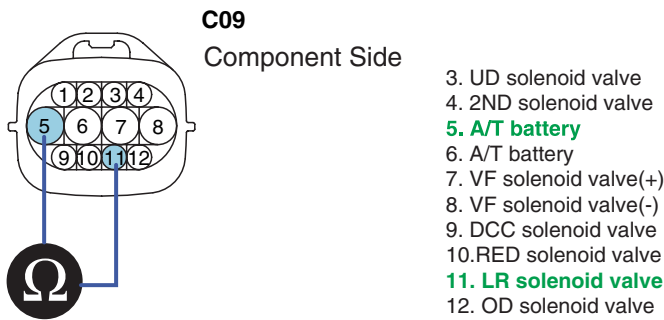 C09
Component Side
1 2 3 4
5 6 7 8
9 10 11 12
Ω
3. UD solenoid valve
4. 2ND solenoid valve
5. A/T battery
6. A/T battery
7. VF solenoid valve(+)
8. VF solenoid valve(-)
9. DCC solenoid valve
10.RED solenoid valve
11. LR solenoid valve
12. OD solenoid valve